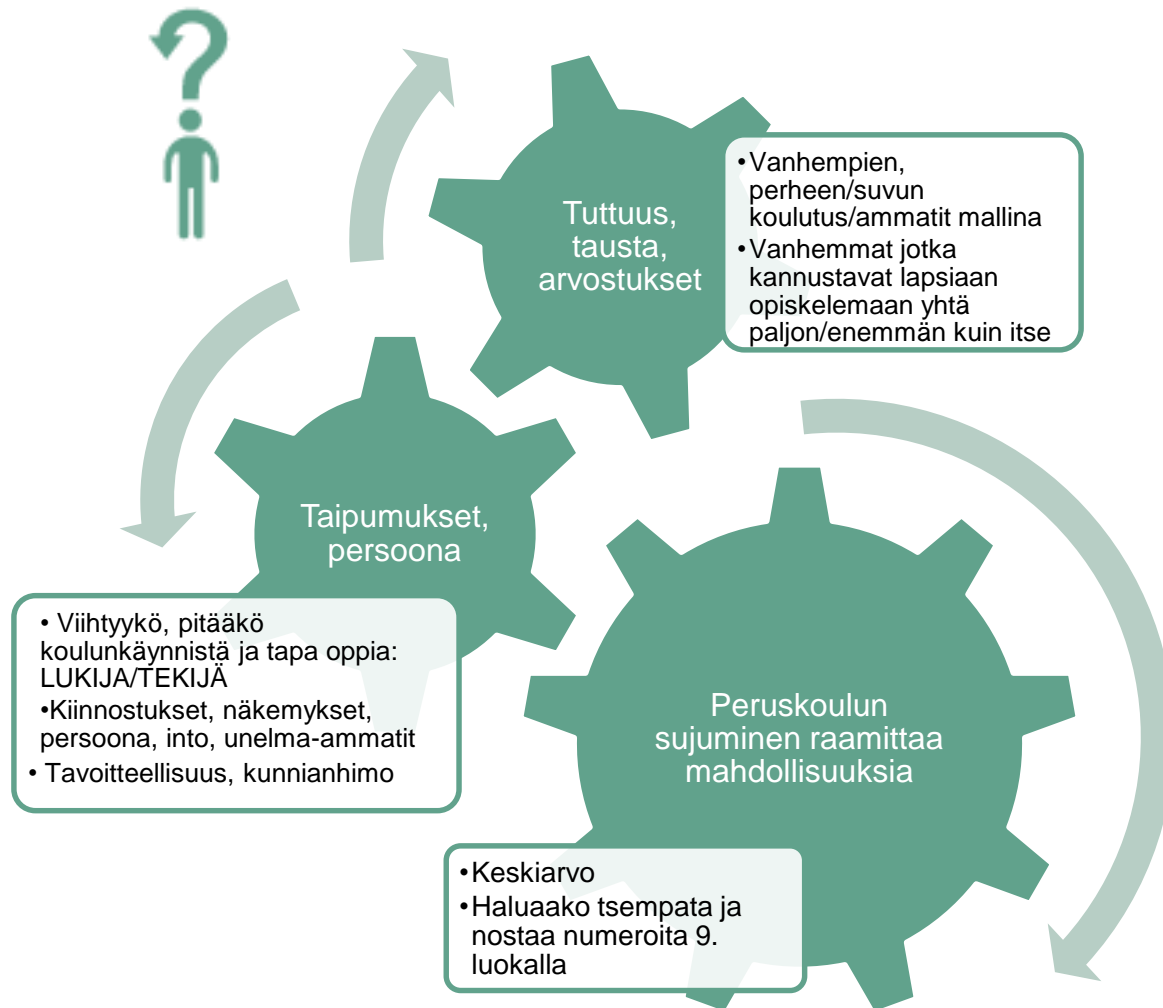 Tuttuus,
tausta,
arvostukset
•Vanhempien,
perheen/suvun
koulutus/ammatit mallina
•Vanhemmat jotka
kannustavat lapsiaan
opiskelemaan yhtä
paljon/enemmän kuin itse
Taipumukset,
persoona
• Viihtyykö, pitääkö
koulunkäynnistä ja tapa oppia:
LUKIJA/TEKIJÄ
•Kiinnostukset, näkemykset,
persoona, into, unelma-ammatit
• Tavoitteellisuus, kunnianhimo
Peruskoulun
sujuminen raamittaa
mahdollisuuksia
•Keskiarvo
•Haluaako tsempata ja
nostaa numeroita 9.
luokalla